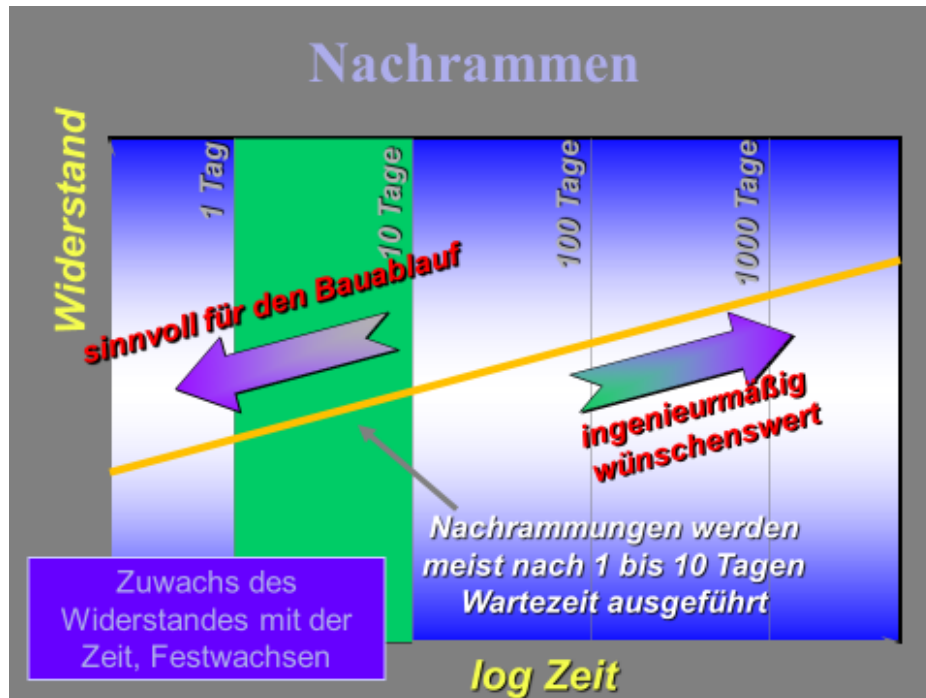 Nachrammen
Widerstand
1 Tag
10 Tage
100 Tage
1000 Tage
sinnvoll für den Bauablauf
ingenieurmäßig
wünschenswert
Nachrammungen werden
meist nach 1 bis 10 Tagen
Wartezeit ausgeführt
Zuwachs des
Widerstandes mit der
Zeit, Festwachsen
log Zeit